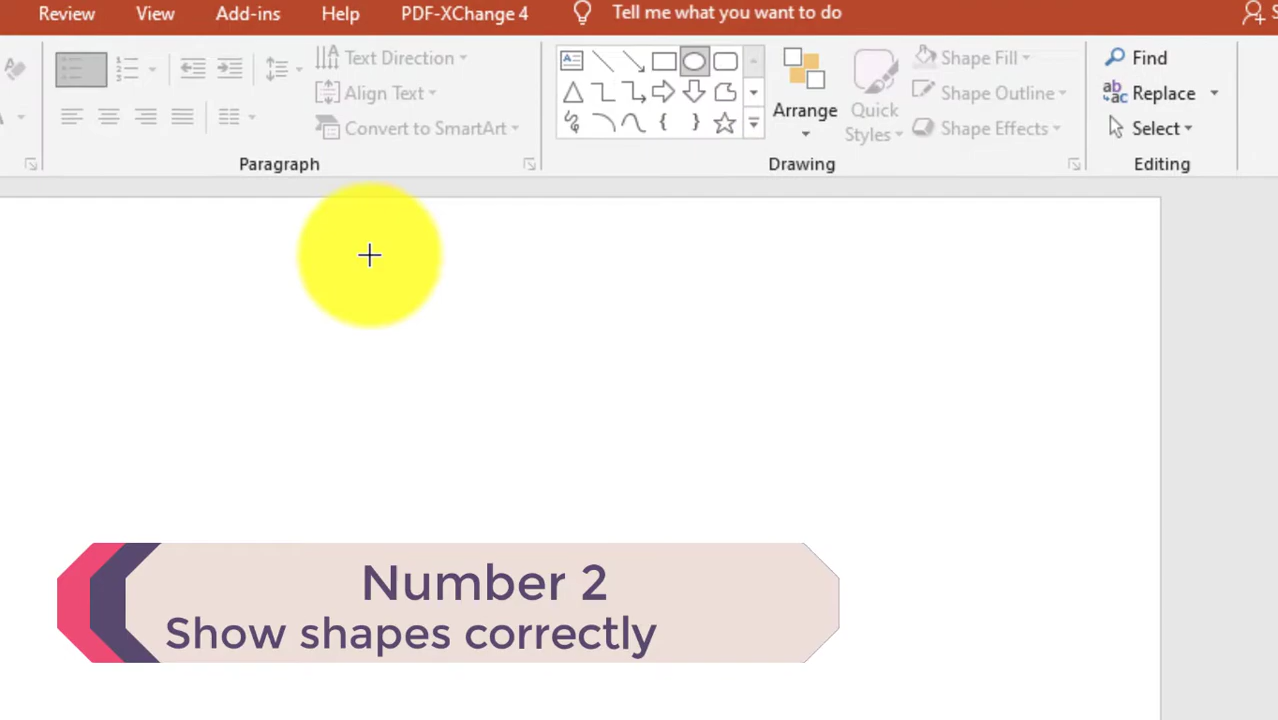 Review View Add-ins Help PDF-XChange 4 Tell me what you want to do
Text Direction Shape Fill Find
Align Text Arrange Quick Styles Shape Outline Replace
Convert to SmartArt Shape Effects Select
Paragraph Drawing Editing
Number 2
Show shapes correctly